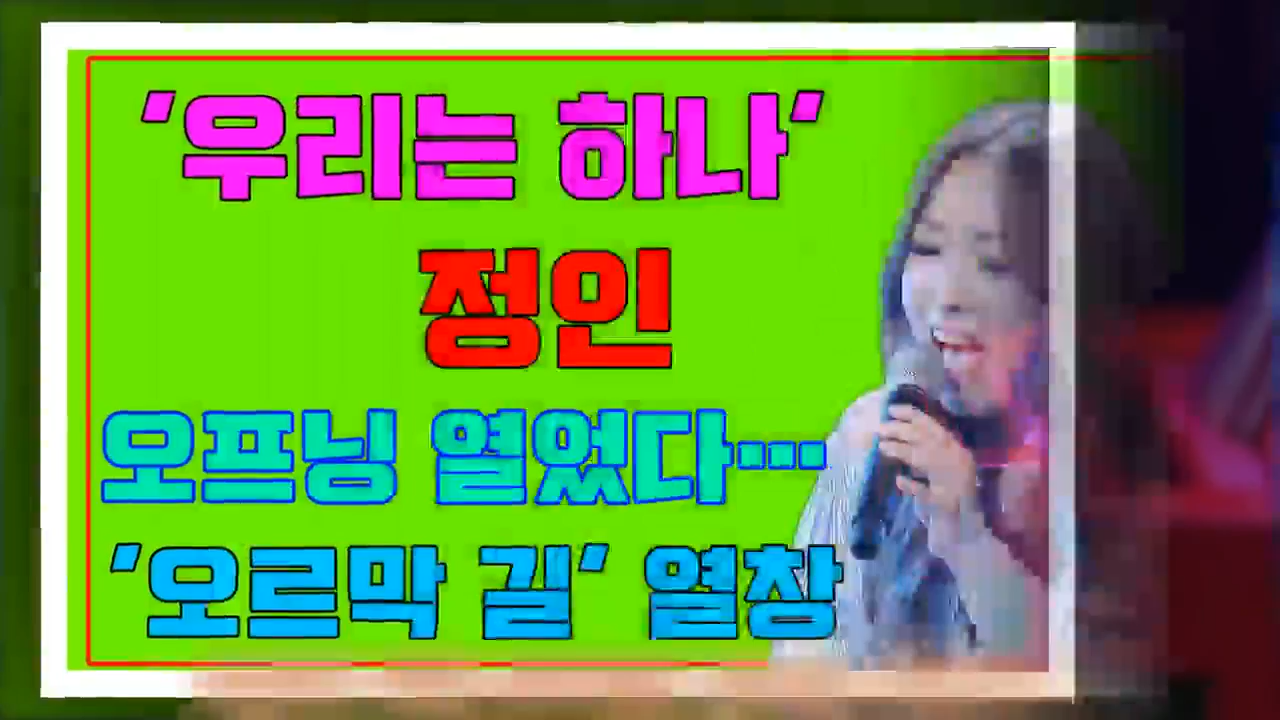 '우리는 하나'
정인
오프닝 열었다…
'오르막 길' 열창